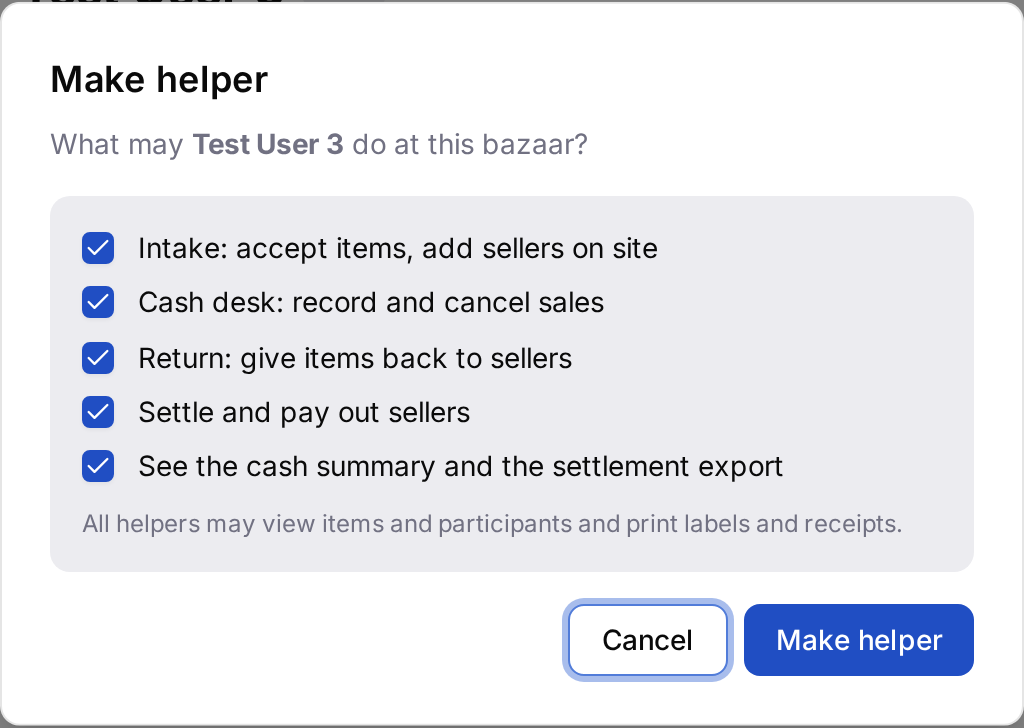 Make helper
What may Test User 3 do at this bazaar?
Intake: accept items, add sellers on site
Cash desk: record and cancel sales
Return: give items back to sellers
Settle and pay out sellers
See the cash summary and the settlement export
All helpers may view items and participants and print labels and receipts.
Cancel
Make helper